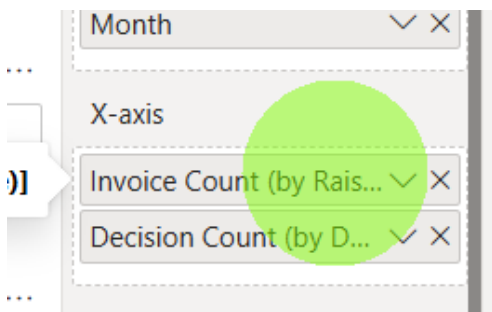 Month
...
X-axis
)]
Invoice Count (by Rais...
Decision Count (by D...
...